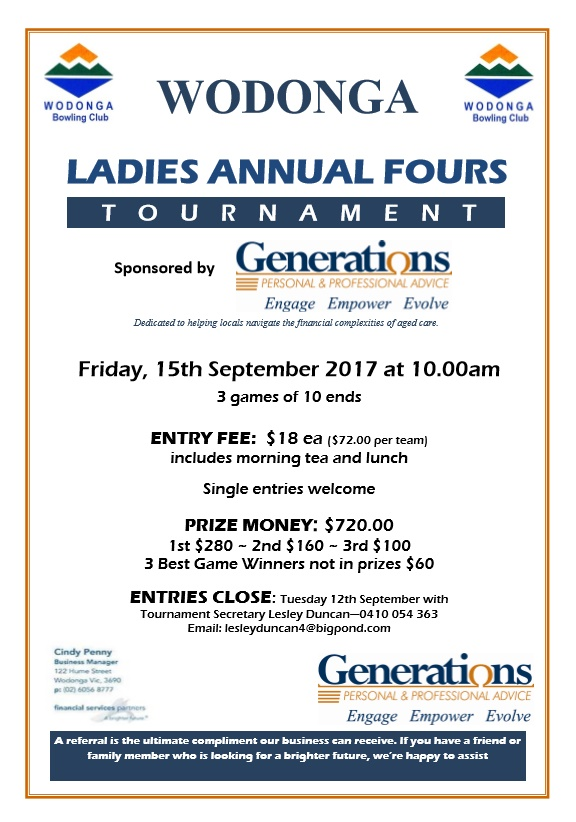 WODONGA
Bowling Club
WODONGA
WODONGA
Bowling Club
LADIES ANNUAL FOURS
TOURNAMENT
Sponsored by
Generations
PERSONAL & PROFESSIONAL ADVICE
Engage Empower Evolve
Dedicated to helping locals navigate the financial complexities of aged care.
Friday, 15th September 2017 at 10.00am
3 games of 10 ends
ENTRY FEE: $18 ea ($72.00 per team)
includes morning tea and lunch
Single entries welcome
PRIZE MONEY: $720.00
1st $280 ~ 2nd $160 ~ 3rd $100
3 Best Game Winners not in prizes $60
ENTRIES CLOSE: Tuesday 12th September with
Tournament Secretary Lesley Duncan—0410 054 363
Email: lesleyduncan4@bigpond.com
Cindy Penny
Business Manager
122 Hume Street
Wodonga Vic, 3690
p: (02) 6056 8777
financial services partners
a brighter future
Generations
PERSONAL & PROFESSIONAL ADVICE
Engage Empower Evolve
A referral is the ultimate compliment our business can receive. If you have a friend or
family member who is looking for a brighter future, we're happy to assist